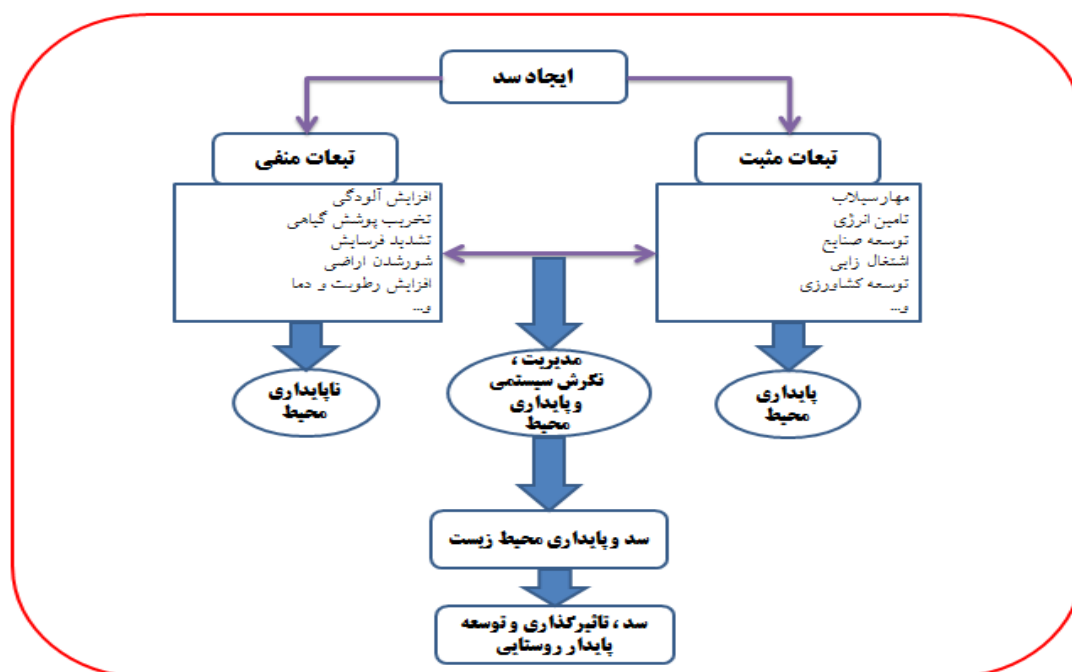 ایجاد سد
تبعات مثبت
مهار سیلاب
تامین انرژی
توسعه صنایع
اشتغال زایی
توسعه کشاورزی
و...
تبعات منفی
افزایش آلودگی
تخریب پوشش گیاهی
تشدید فرسایش
شورشدن اراضی
افزایش رطوبت و دما
و...
پایداری
محیط
مدیریت ،
نگرش سیستمی
و پایداری
محیط
ناپایداری
محیط
سد و پایداری محیط زیست
سد ، تاثیرگذاری و توسعه
پایدار روستایی